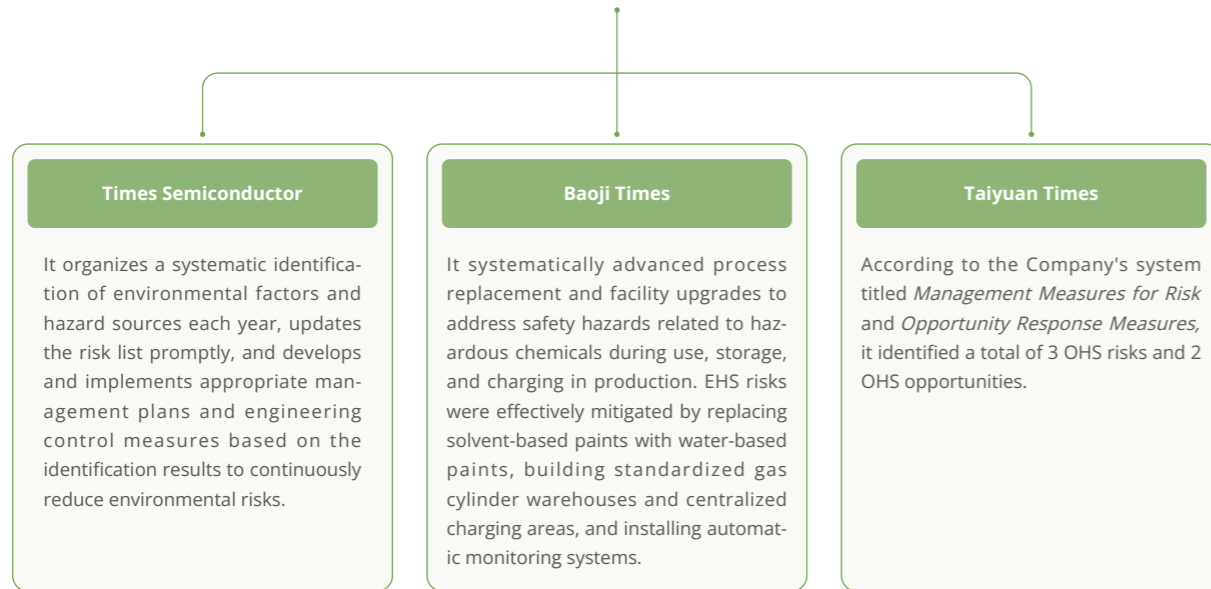 Times Semiconductor
It organizes a systematic identifica-
tion of environmental factors and
hazard sources each year, updates
the risk list promptly, and develops
and implements appropriate man-
agement plans and engineering
control measures based on the
identification results to continuously
reduce environmental risks.
Baoji Times
It systematically advanced process
replacement and facility upgrades to
address safety hazards related to haz-
ardous chemicals during use, storage,
and charging in production. EHS risks
were effectively mitigated by replacing
solvent-based paints with water-based
paints, building standardized gas
cylinder warehouses and centralized
charging areas, and installing automat-
ic monitoring systems.
Taiyuan Times
According to the Company's system
titled Management Measures for Risk
and Opportunity Response Measures,
it identified a total of 3 OHS risks and 2
OHS opportunities.